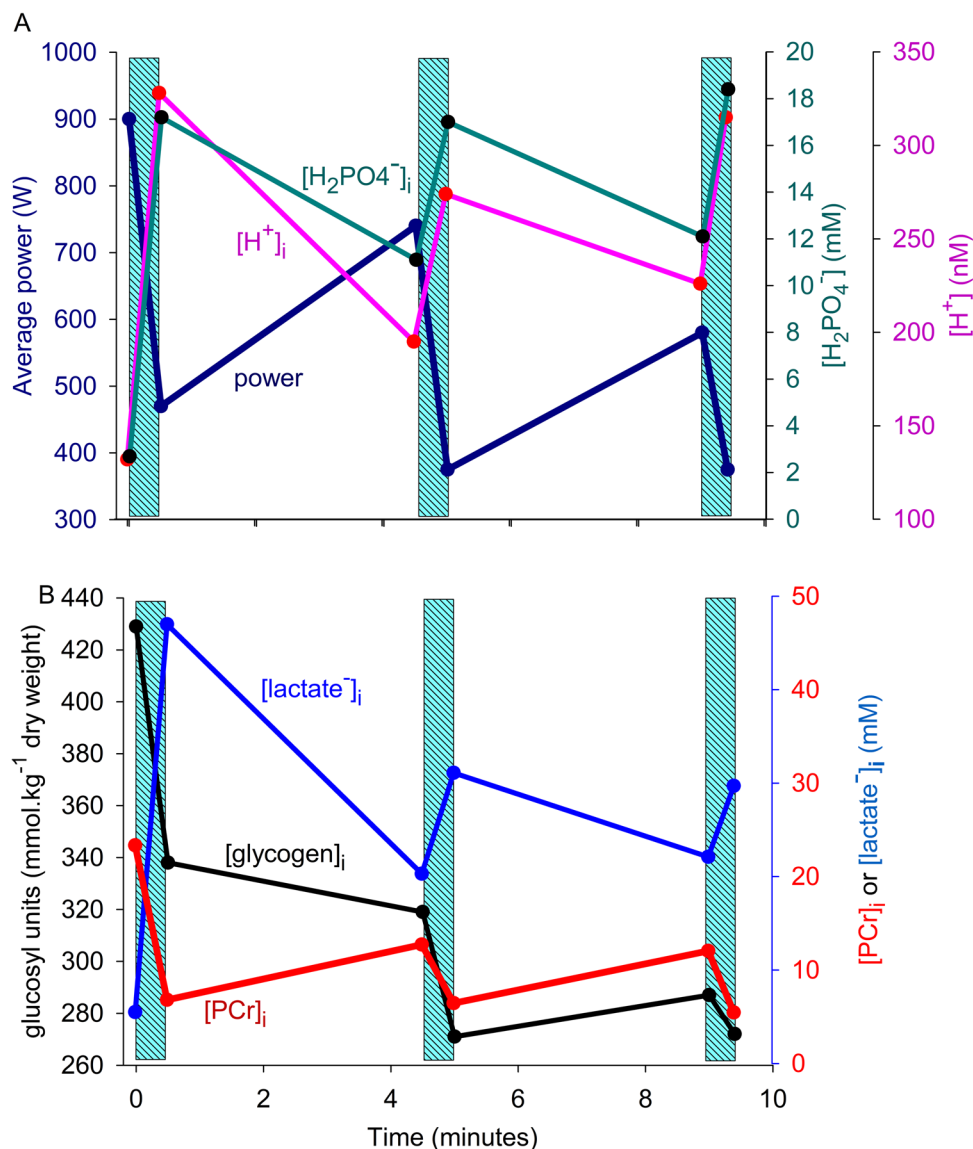 A
1000
900
800
700
600
500
400
300
Average power (W)
[H₂PO4⁻]ᵢ
[H⁺]ᵢ
power
20
18
16
14
12
10
8
6
4
2
0
[H₂PO₄⁻] (mM)
350
300
250
200
150
100
[H⁺] (nM)
B
440
420
400
380
360
340
320
300
280
260
glucosyl units (mmol.kg⁻¹ dry weight)
[lactate⁻]ᵢ
[glycogen]ᵢ
[PCr]ᵢ
50
40
30
20
10
0
[PCr]ᵢ or [lactate⁻]ᵢ (mM)
0 2 4 6 8 10
Time (minutes)